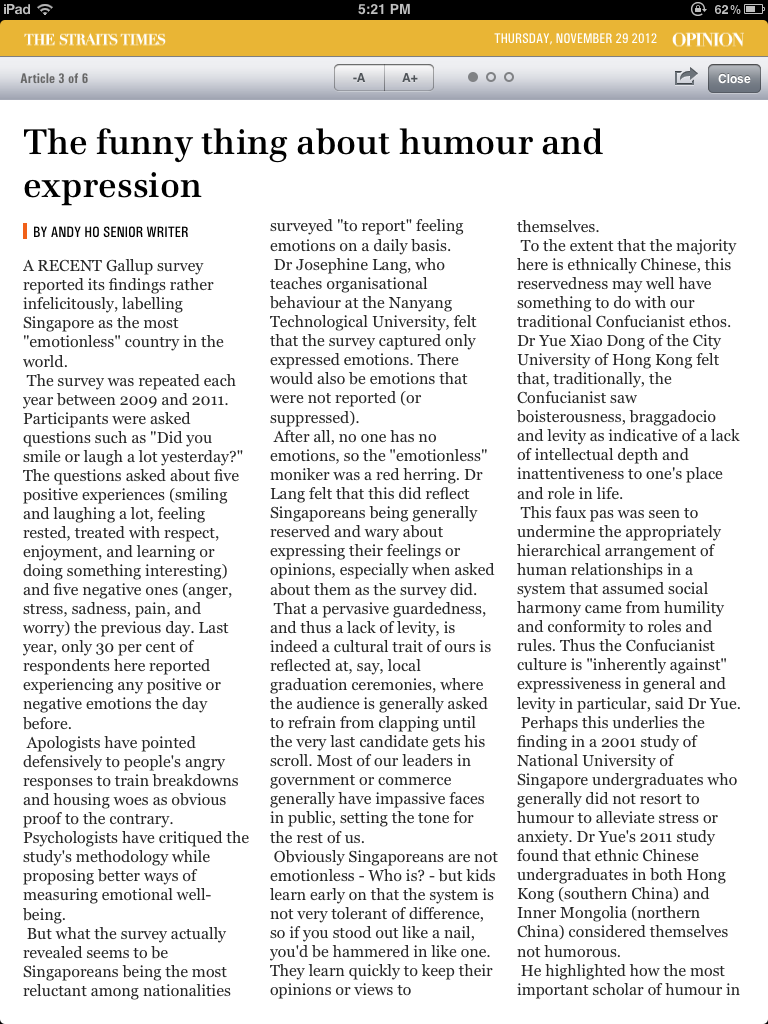 iPad
5:21 PM
62%
THE STRAITS TIMES
THURSDAY, NOVEMBER 29 2012
OPINION
Article 3 of 6
-A
A+
Close
The funny thing about humour and
expression
BY ANDY HO SENIOR WRITER
A RECENT Gallup survey
reported its findings rather
infelicitously, labelling
Singapore as the most
"emotionless" country in the
world.
The survey was repeated each
year between 2009 and 2011.
Participants were asked
questions such as "Did you
smile or laugh a lot yesterday?"
The questions asked about five
positive experiences (smiling
and laughing a lot, feeling
rested, treated with respect,
enjoyment, and learning or
doing something interesting)
and five negative ones (anger,
stress, sadness, pain, and
worry) the previous day. Last
year, only 30 per cent of
respondents here reported
experiencing any positive or
negative emotions the day
before.
Apologists have pointed
defensively to people's angry
responses to train breakdowns
and housing woes as obvious
proof to the contrary.
Psychologists have critiqued the
study's methodology while
proposing better ways of
measuring emotional well-
being.
But what the survey actually
revealed seems to be
Singaporeans being the most
reluctant among nationalities
surveyed "to report" feeling
emotions on a daily basis.
Dr Josephine Lang, who
teaches organisational
behaviour at the Nanyang
Technological University, felt
that the survey captured only
expressed emotions. There
would also be emotions that
were not reported (or
suppressed).
After all, no one has no
emotions, so the "emotionless"
moniker was a red herring. Dr
Lang felt that this did reflect
Singaporeans being generally
reserved and wary about
expressing their feelings or
opinions, especially when asked
about them as the survey did.
That a pervasive guardedness,
and thus a lack of levity, is
indeed a cultural trait of ours is
reflected at, say, local
graduation ceremonies, where
the audience is generally asked
to refrain from clapping until
the very last candidate gets his
scroll. Most of our leaders in
government or commerce
generally have impassive faces
in public, setting the tone for
the rest of us.
Obviously Singaporeans are not
emotionless - Who is? - but kids
learn early on that the system is
not very tolerant of difference,
so if you stood out like a nail,
you'd be hammered in like one.
They learn quickly to keep their
opinions or views to
themselves.
To the extent that the majority
here is ethnically Chinese, this
reservedness may well have
something to do with our
traditional Confucianist ethos.
Dr Yue Xiao Dong of the City
University of Hong Kong felt
that, traditionally, the
Confucianist saw
boisterousness, braggadocio
and levity as indicative of a lack
of intellectual depth and
inattentiveness to one's place
and role in life.
This faux pas was seen to
undermine the appropriately
hierarchical arrangement of
human relationships in a
system that assumed social
harmony came from humility
and conformity to roles and
rules. Thus the Confucianist
culture is "inherently against"
expressiveness in general and
levity in particular, said Dr Yue.
Perhaps this underlies the
finding in a 2001 study of
National University of
Singapore undergraduates who
generally did not resort to
humour to alleviate stress or
anxiety. Dr Yue's 2011 study
found that ethnic Chinese
undergraduates in both Hong
Kong (southern China) and
Inner Mongolia (northern
China) considered themselves
not humorous.
He highlighted how the most
important scholar of humour in